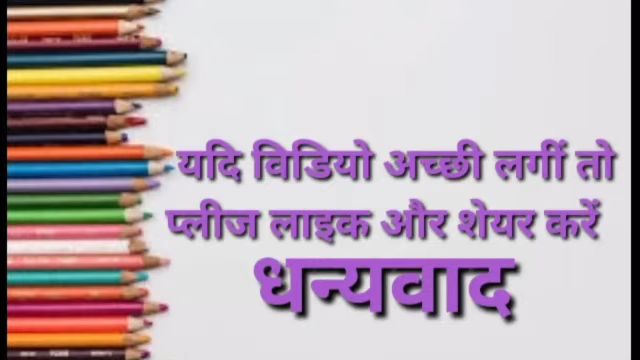 यदि विडियो अच्छी लगीं तो
प्लीज लाइक और शेयर करें
धन्यवाद